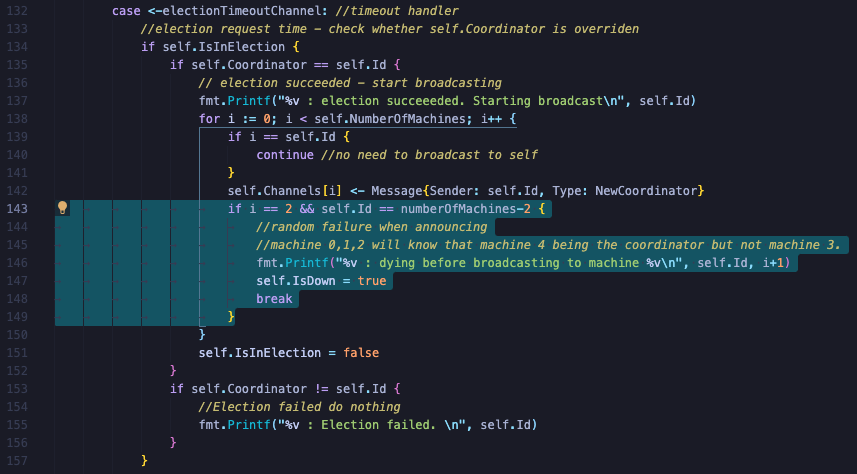 132 case <-electionTimeoutChannel: //timeout handler
133 //election request time - check whether self.Coordinator is overriden
134 if self.IsInElection {
135 if self.Coordinator == self.Id {
136 // election succeeded - start broadcasting
137 fmt.Printf("%v : election succeeeded. Starting broadcast\n", self.Id)
138 for i := 0; i < self.NumberOfMachines; i++ {
139 if i == self.Id {
140 continue //no need to broadcast to self
141 }
142 self.Channels[i] <- Message{Sender: self.Id, Type: NewCoordinator}
143 if i == 2 && self.Id == numberOfMachines-2 {
144 //random failure when announcing
145 //machine 0,1,2 will know that machine 4 being the coordinator but not machine 3.
146 fmt.Printf("%v : dying before broadcasting to machine %v\n", self.Id, i+1)
147 self.IsDown = true
148 break
149 }
150 }
151 self.IsInElection = false
152 }
153 if self.Coordinator != self.Id {
154 //Election failed do nothing
155 fmt.Printf("%v : Election failed. \n", self.Id)
156 }
157 }